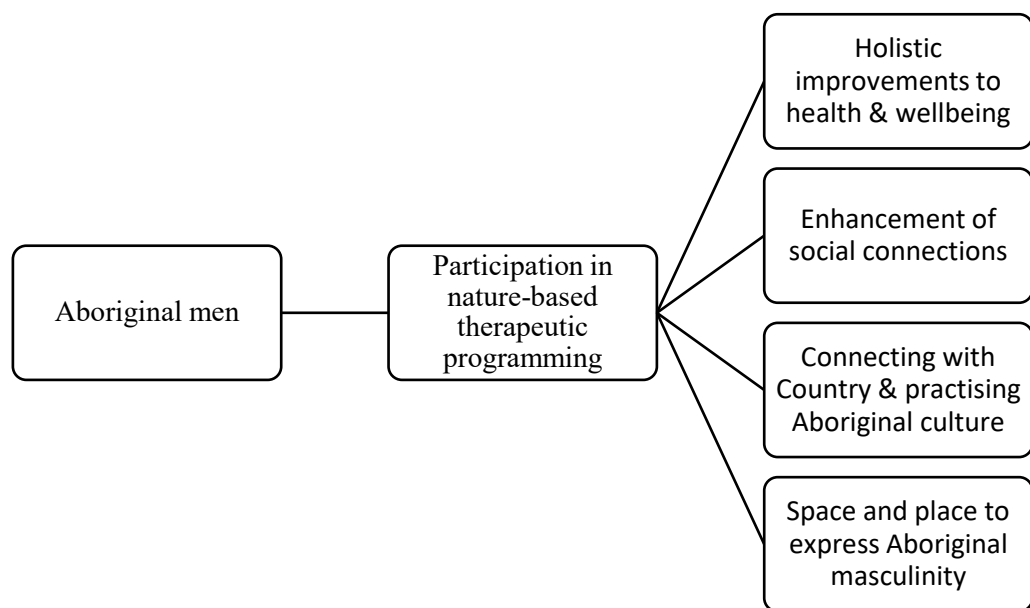 Aboriginal men
Participation in
nature-based
therapeutic
programming
Holistic
improvements to
health & wellbeing
Enhancement of
social connections
Connecting with
Country & practising
Aboriginal culture
Space and place to
express Aboriginal
masculinity